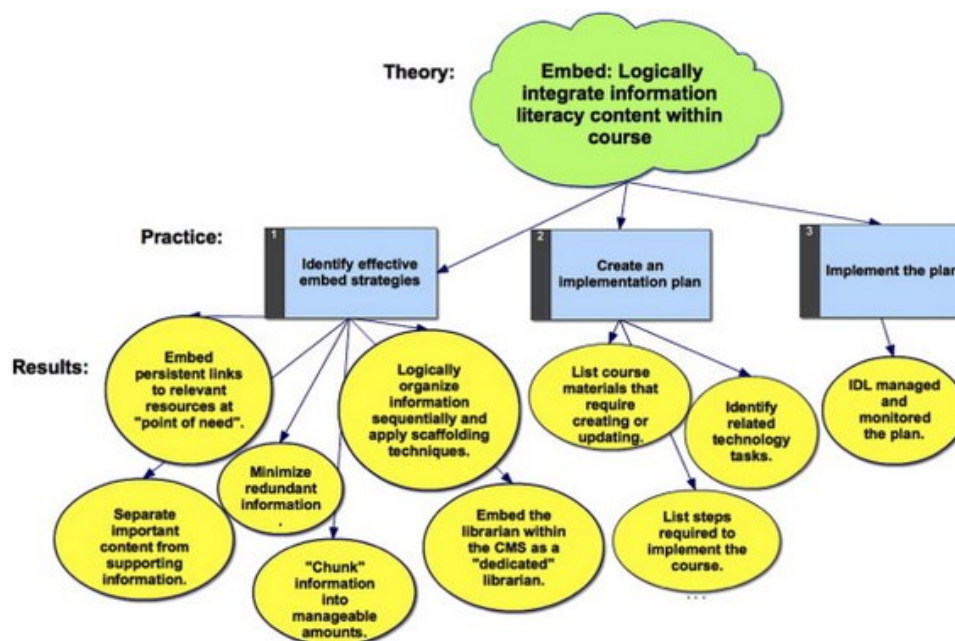 Theory:
Embed: Logically
integrate information
literacy content within
course
Practice:
1
Identify effective
embed strategies
2
Create an
implementation plan
3
Implement the plan
Results:
Embed
persistent links
to relevant
resources at
"point of need".
Logically
organize
information
sequentially and
apply scaffolding
techniques.
List course
materials that
require
creating or
updating.
Identify
related
technology
tasks.
IDL managed
and
monitored
the plan.
Separate
important
content from
supporting
information.
Minimize
redundant
information
.
"Chunk"
information
into
manageable
amounts.
Embed the
librarian within
the CMS as a
"dedicated"
librarian.
List steps
required to
implement the
course.
. . .